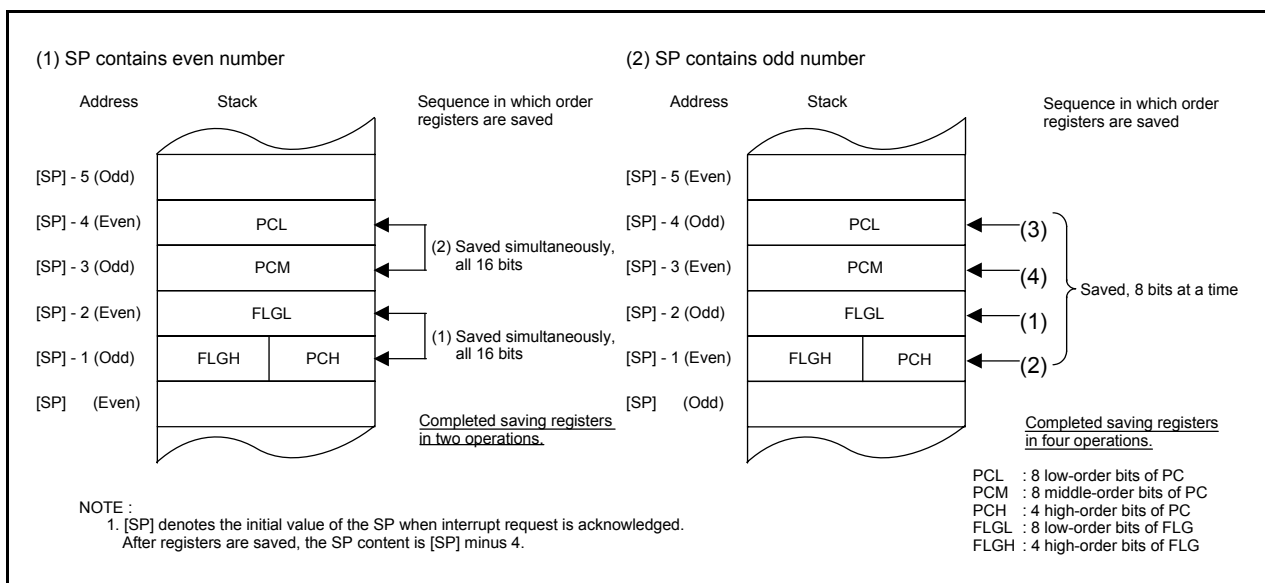 (1) SP contains even number
Address Stack Sequence in which order
registers are saved
[SP] - 5 (Odd)
[SP] - 4 (Even) PCL
[SP] - 3 (Odd) PCM
(2) Saved simultaneously,
all 16 bits
[SP] - 2 (Even) FLGL
[SP] - 1 (Odd) FLGH PCH
(1) Saved simultaneously,
all 16 bits
[SP] (Even)
Completed saving registers
in two operations.
(2) SP contains odd number
Address Stack Sequence in which order
registers are saved
[SP] - 5 (Even)
[SP] - 4 (Odd) PCL (3)
[SP] - 3 (Even) PCM (4)
Saved, 8 bits at a time
[SP] - 2 (Odd) FLGL (1)
[SP] - 1 (Even) FLGH PCH (2)
[SP] (Odd)
Completed saving registers
in four operations.
PCL : 8 low-order bits of PC
PCM : 8 middle-order bits of PC
PCH : 4 high-order bits of PC
FLGL : 8 low-order bits of FLG
FLGH : 4 high-order bits of FLG
NOTE :
1. [SP] denotes the initial value of the SP when interrupt request is acknowledged.
After registers are saved, the SP content is [SP] minus 4.